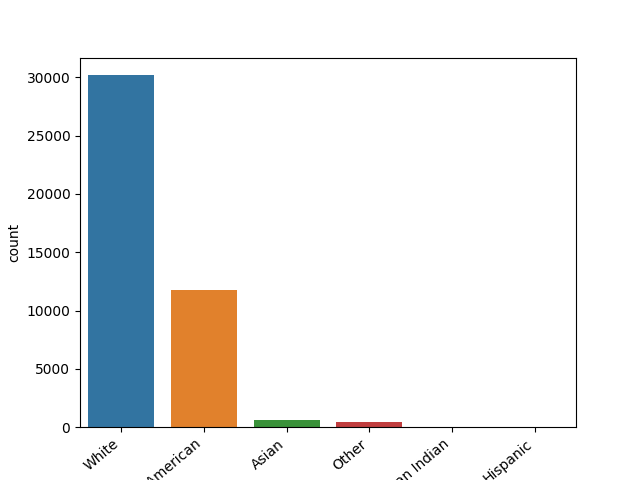 30000
25000
20000
15000
10000
5000
0
count
White
American
Asian
Other
an Indian
Hispanic